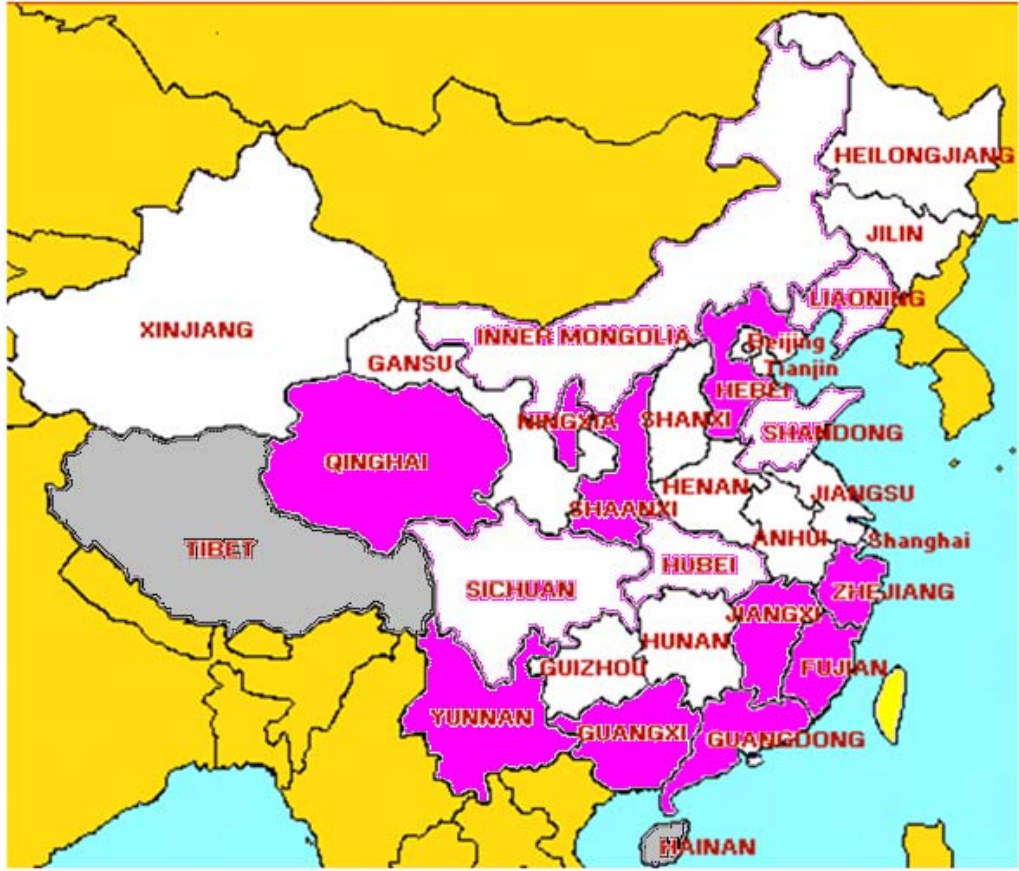 HEILONGJIANG
JILIN
LIAONING
XINJIANG
INNER MONGOLIA
Beijing
GANSU
Tianjin
HEBEI
NINGXIA
SHANXI
SHANDONG
QINGHAI
HENAN
JIANGSU
SHAANXI
ANHUI
Shanghai
TIBET
HUBEI
SICHUAN
ZHEJIANG
JIANGXI
HUNAN
GUIZHOU
FUJIAN
YUNNAN
GUANGXI
GUANGDONG
HAINAN